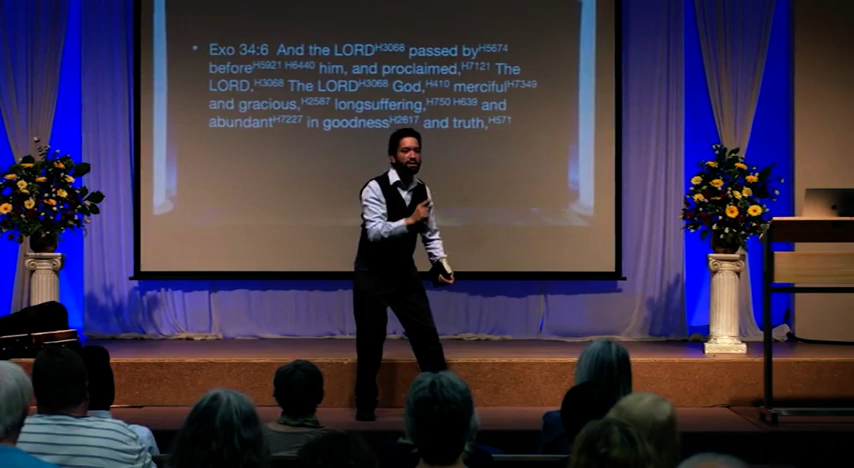 • Exo 34:6 And the LORDH3068 passed byH5674
beforeH5921 H6440 him, and proclaimed,H7121 The
LORD,H3068 The LORDH3068 God,H410 mercifulH7349
and gracious,H2587 longsuffering,H750 H639 and
abundantH7227 in goodnessH2617 and truth,H571